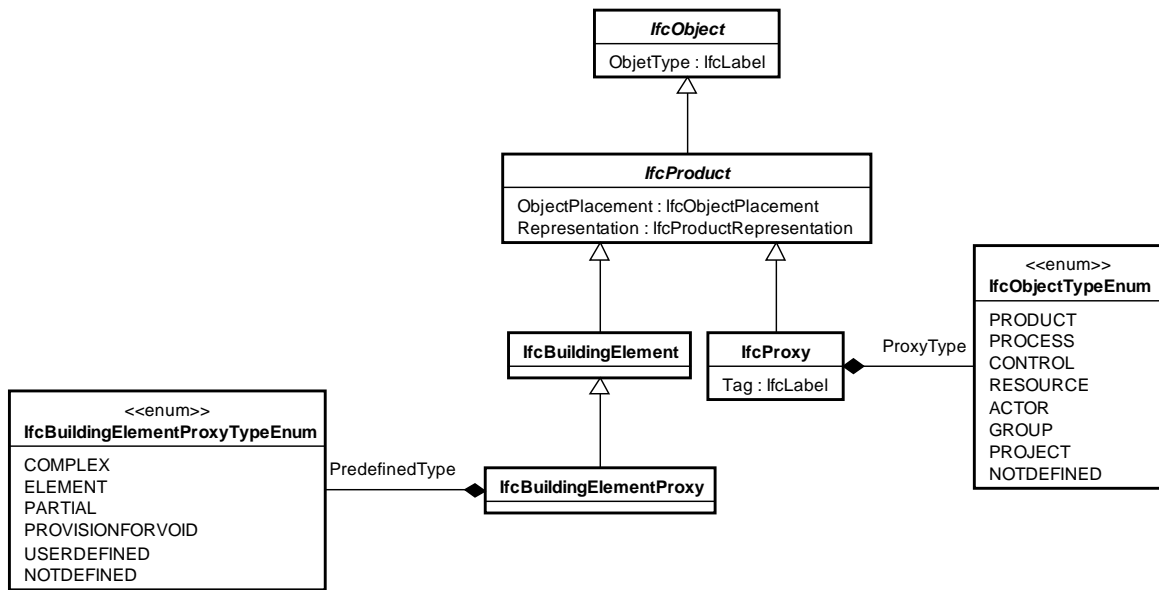 IfcObject
ObjetType : IfcLabel
IfcProduct
ObjectPlacement : IfcObjectPlacement
Representation : IfcProductRepresentation
<<enum>>
IfcObjectTypeEnum
PRODUCT
PROCESS
CONTROL
RESOURCE
ACTOR
GROUP
PROJECT
NOTDEFINED
IfcBuildingElement
IfcProxy
Tag : IfcLabel
ProxyType
<<enum>>
IfcBuildingElementProxyTypeEnum
COMPLEX
ELEMENT
PARTIAL
PROVISIONFORVOID
USERDEFINED
NOTDEFINED
PredefinedType
IfcBuildingElementProxy